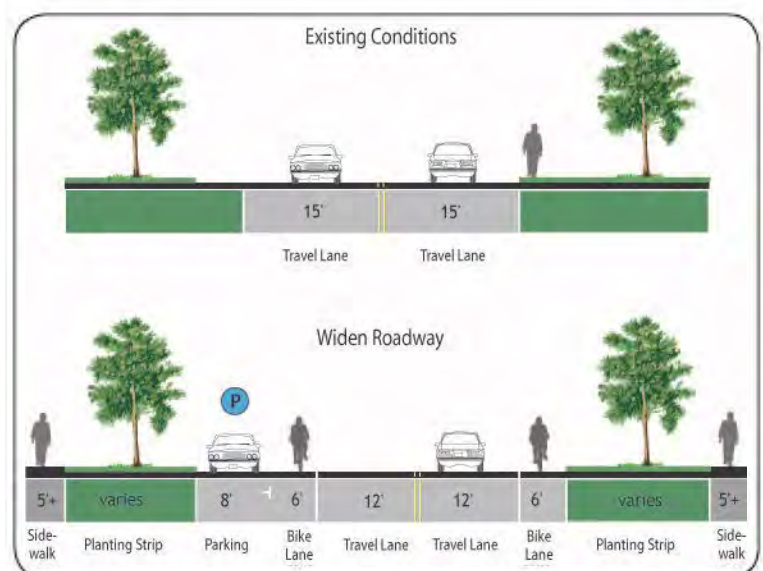 Existing Conditions
15' 15'
Travel Lane Travel Lane
Widen Roadway
P
5'+ varies 8' 6' 12' 12' 6' varies 5'+
Side-
walk Planting Strip Parking Bike
Lane Travel Lane Travel Lane Bike
Lane Planting Strip Side-
walk